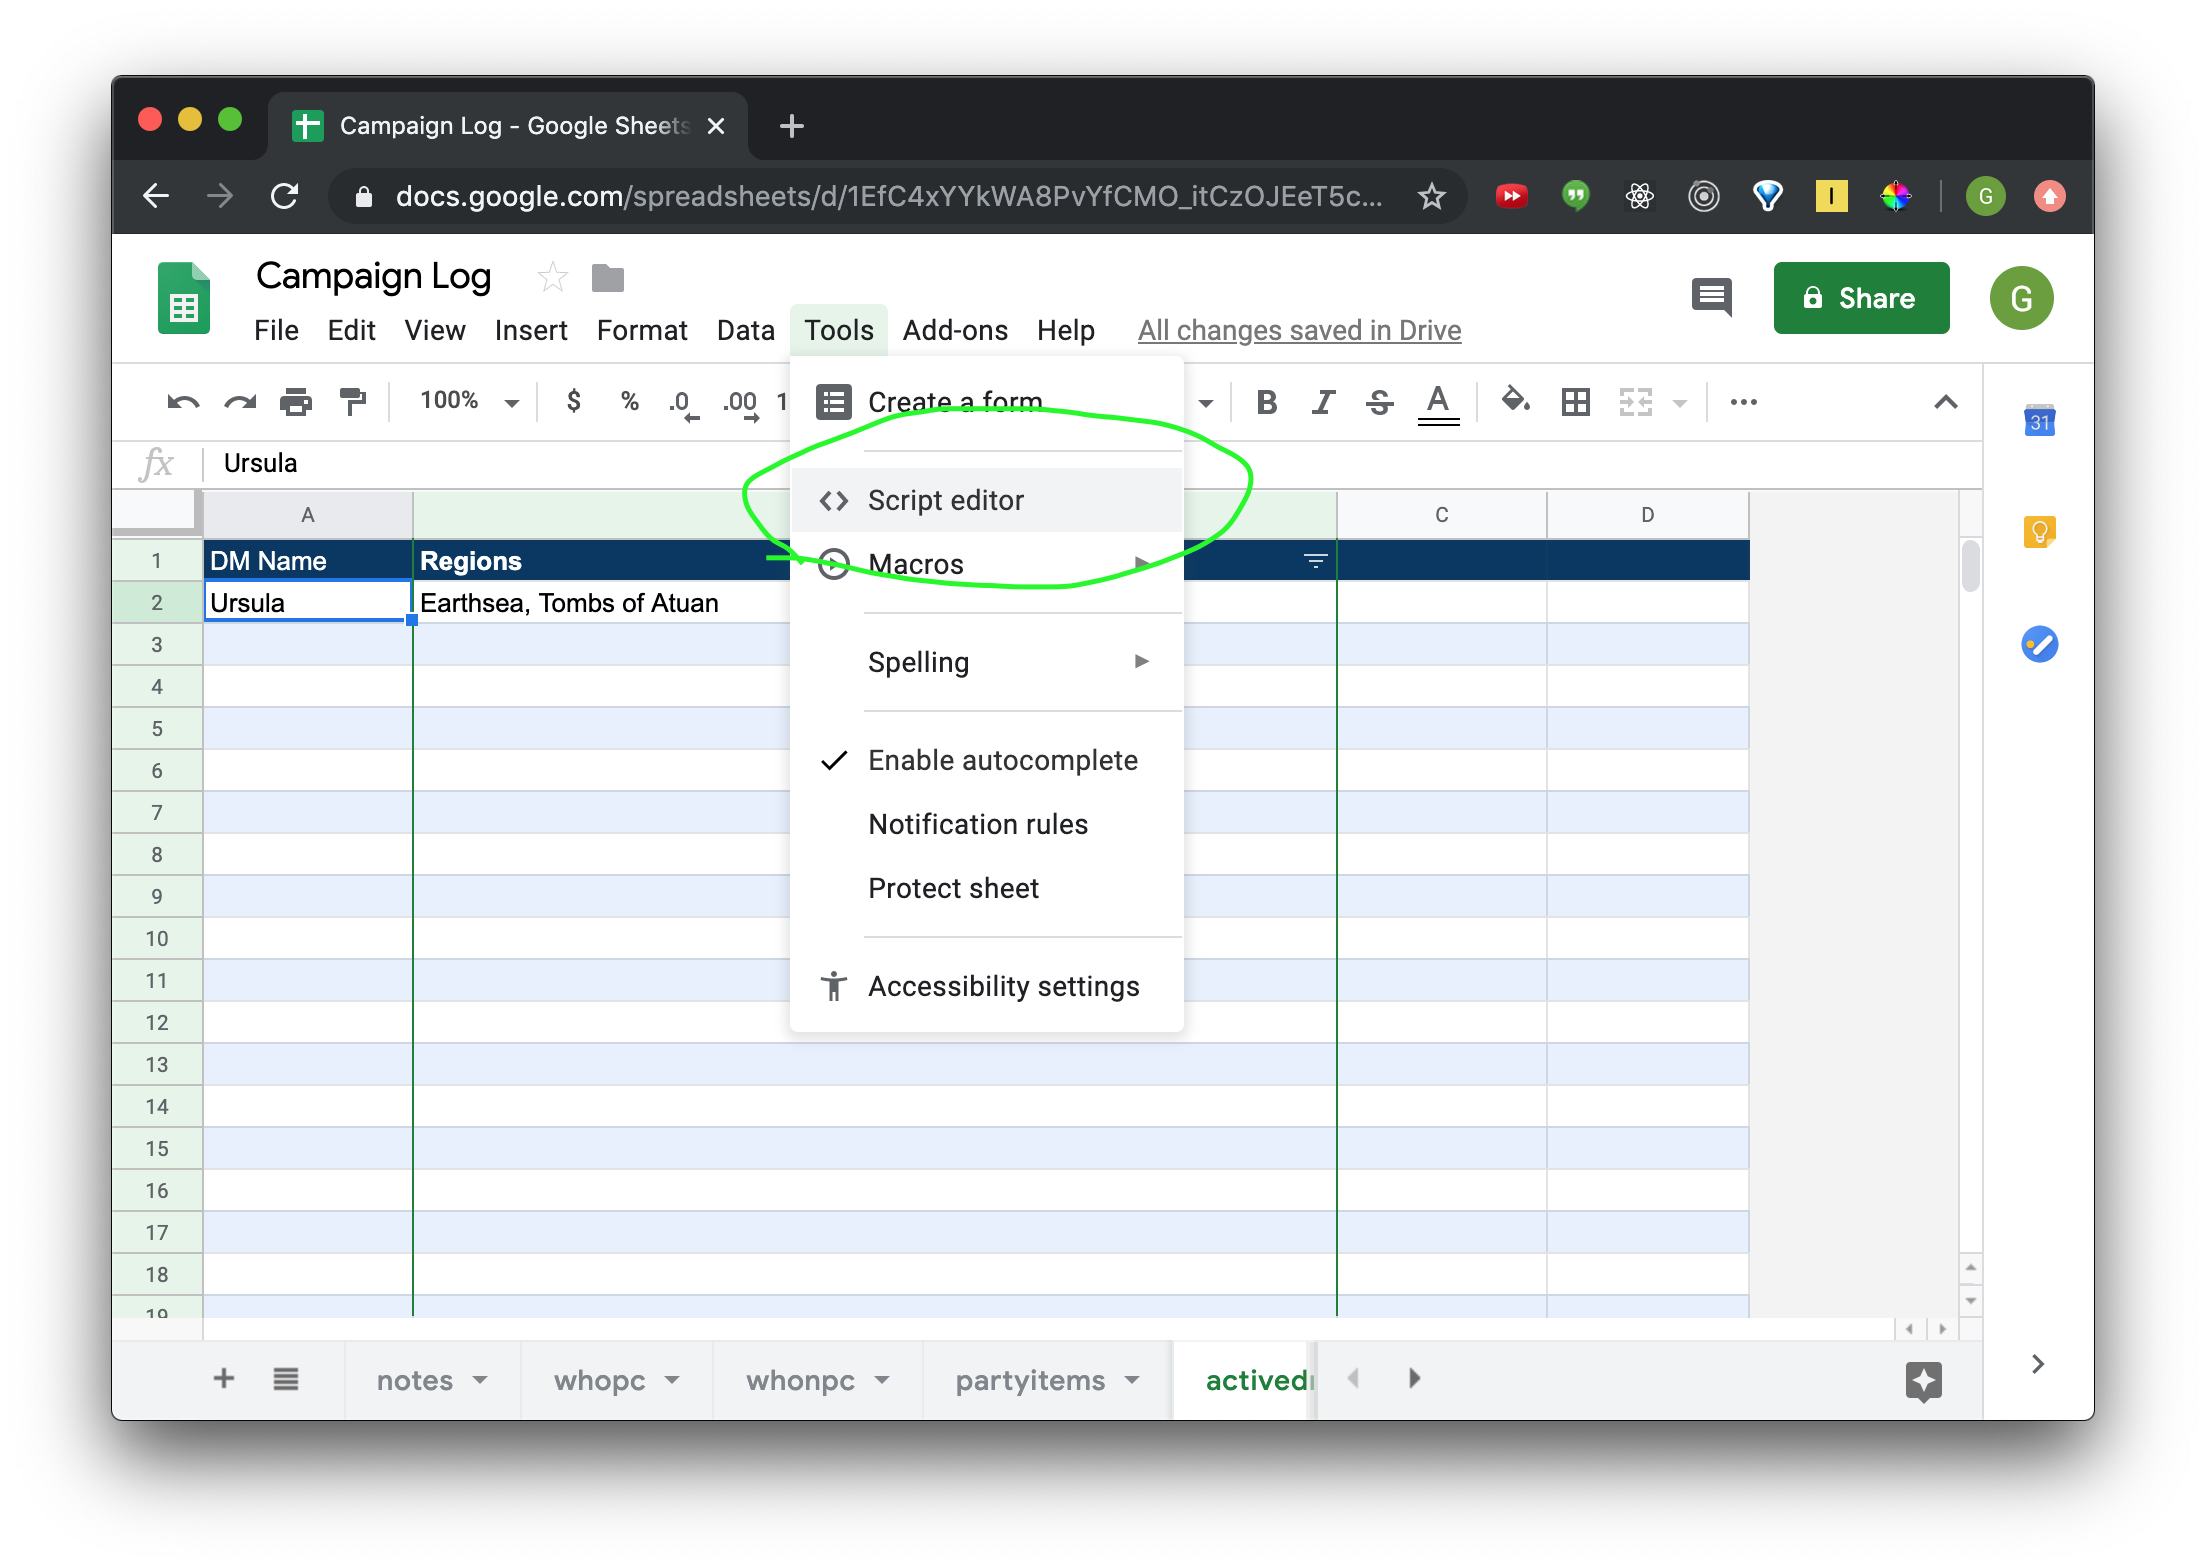 Campaign Log - Google Sheets
docs.google.com/spreadsheets/d/1EfC4xYYkWA8PvYfCMO_itCzOJEeT5c...
G
Campaign Log
Share
G
File Edit View Insert Format Data Tools Add-ons Help All changes saved in Drive
100% $ % .0 .00 1 B I S A ...
31
fx Ursula
A C D
1 DM Name Regions
2 Ursula Earthsea, Tombs of Atuan
3
4
5
6
7
8
9
10
11
12
13
14
15
16
17
18
19
Create a form
Script editor
Macros
Spelling
Enable autocomplete
Notification rules
Protect sheet
Accessibility settings
notes whopc whonpc partyitems actived